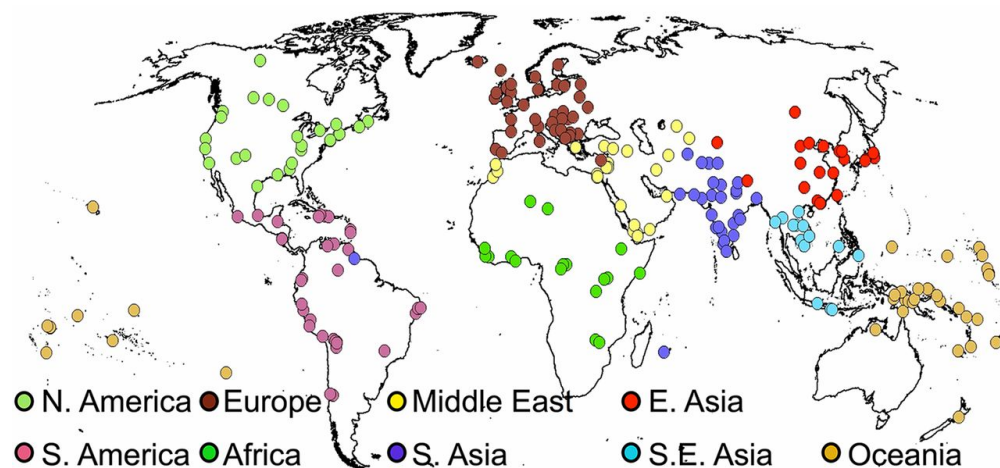 N. America Europe Middle East E. Asia
S. America Africa S. Asia S.E. Asia Oceania